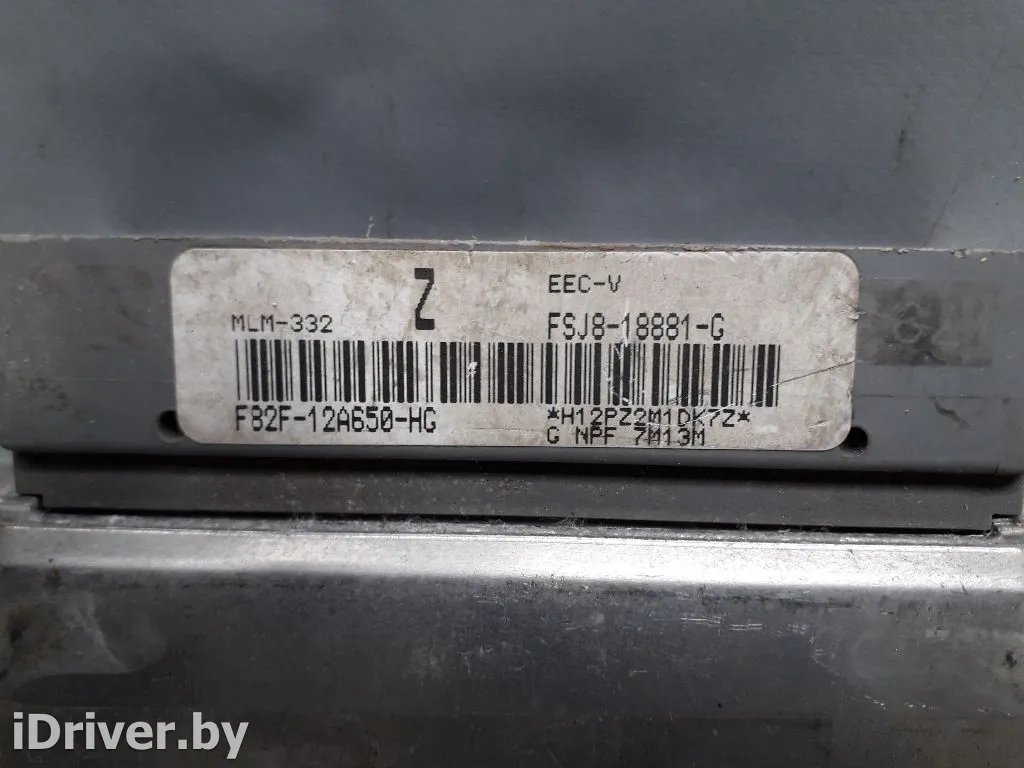 Z
EEC-V
MLM-332
FSJ8-18881-G
F82F-12A650-HG
*H12PZ2M1DK7Z*
G NPF 7M13M
iDriver.by